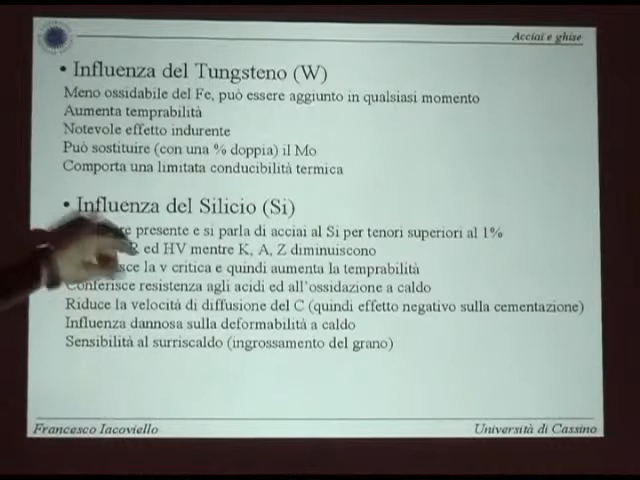 Acciai e ghise
• Influenza del Tungsteno (W)
Meno ossidabile del Fe, può essere aggiunto in qualsiasi momento
Aumenta temprabilità
Notevole effetto indurente
Può sostituire (con una % doppia) il Mo
Comporta una limitata conducibilità termica
• Influenza del Silicio (Si)
presente e si parla di acciai al Si per tenori superiori al 1%
R ed HV mentre K, A, Z diminuiscono
la v critica e quindi aumenta la temprabilità
Conferisce resistenza agli acidi ed all'ossidazione a caldo
Riduce la velocità di diffusione del C (quindi effetto negativo sulla cementazione)
Influenza dannosa sulla deformabilità a caldo
Sensibilità al surriscaldo (ingrossamento del grano)
Francesco Iacoviello
Università di Cassino